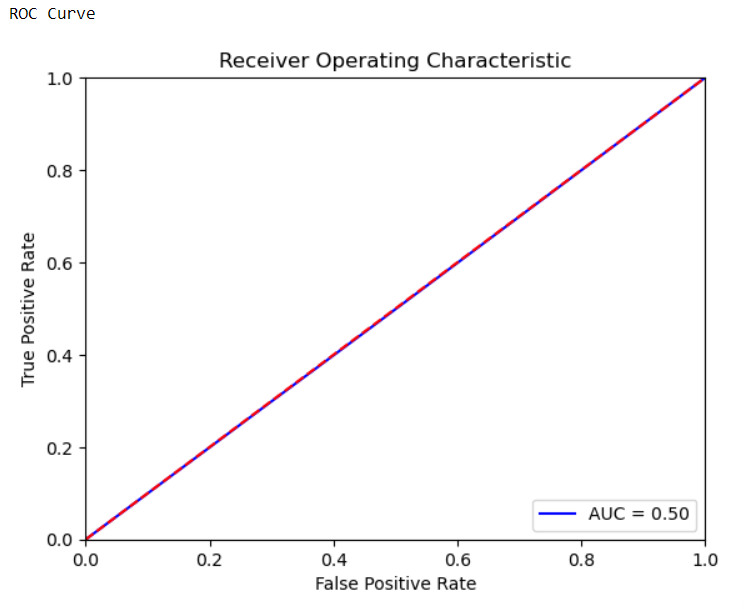 ROC Curve
Receiver Operating Characteristic
1.0
0.8
0.6
0.4
0.2
0.0
True Positive Rate
AUC = 0.50
0.0 0.2 0.4 0.6 0.8 1.0
False Positive Rate